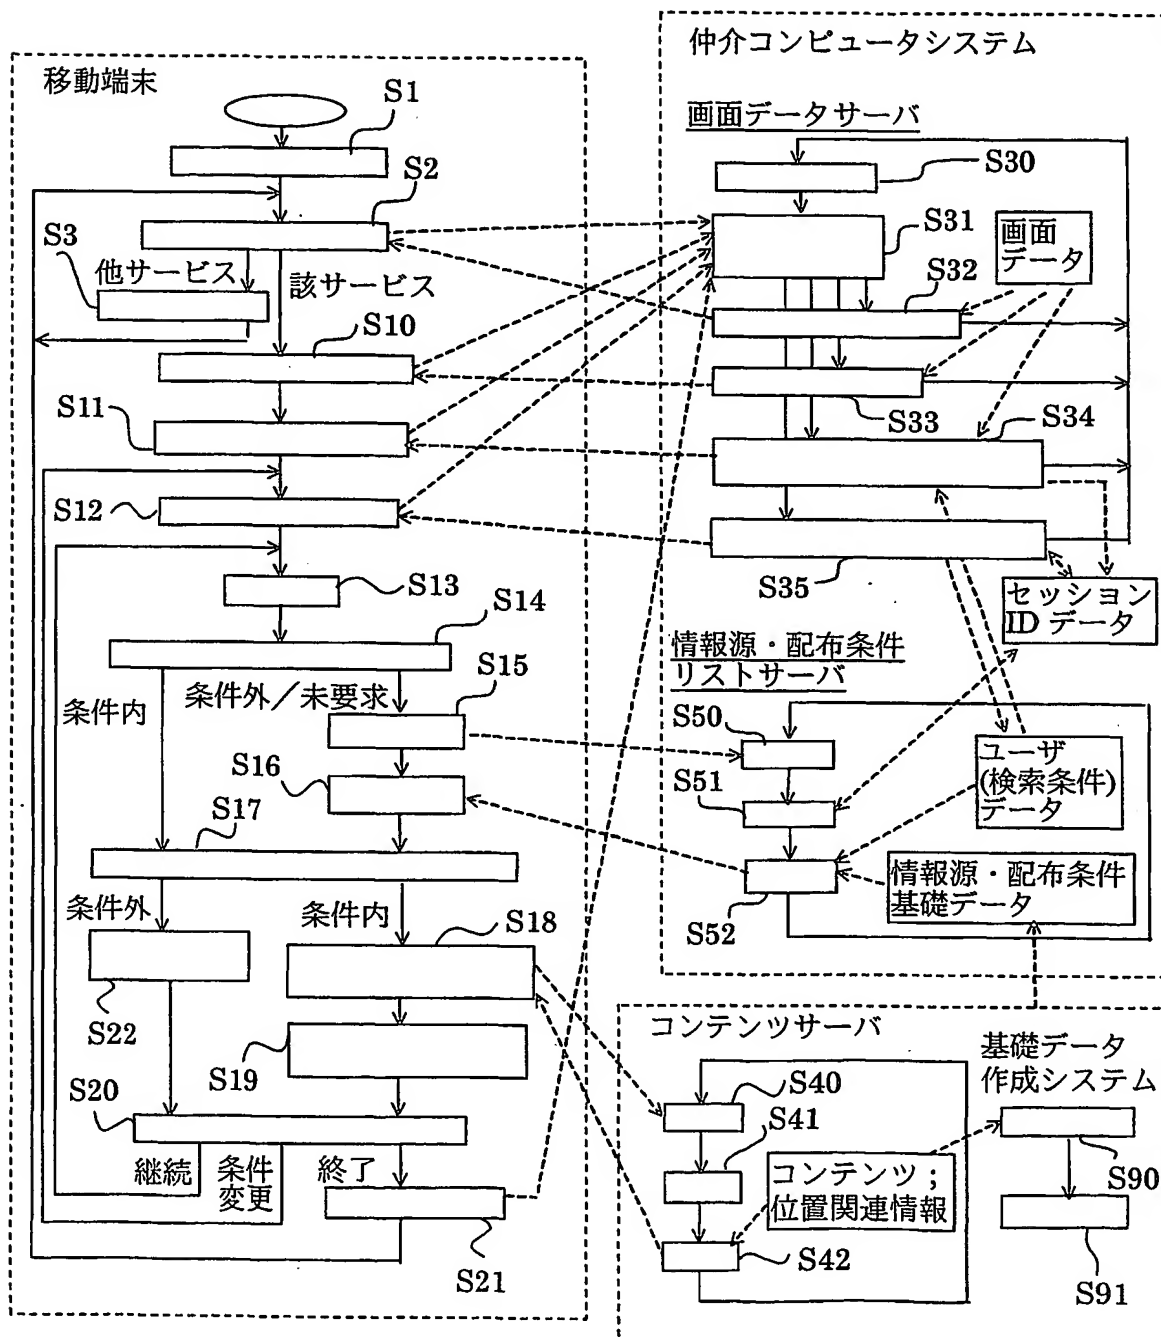 移動端末
S1
S2
S3
他サービス
該サービス
S10
S11
S12
S13
S14
条件内
条件外／未要求
S15
S16
S17
条件外
条件内
S18
S22
S19
S20
継続
条件
変更
終了
S21
仲介コンピュータシステム
画面データサーバ
S30
S31
画面
データ
S32
S33
S34
S35
セッション
ID データ
情報源・配布条件
リストサーバ
S50
S51
ユーザ
(検索条件)
データ
S52
情報源・配布条件
基礎データ
コンテンツサーバ
S40
S41
コンテンツ；
位置関連情報
S42
基礎データ
作成システム
S90
S91